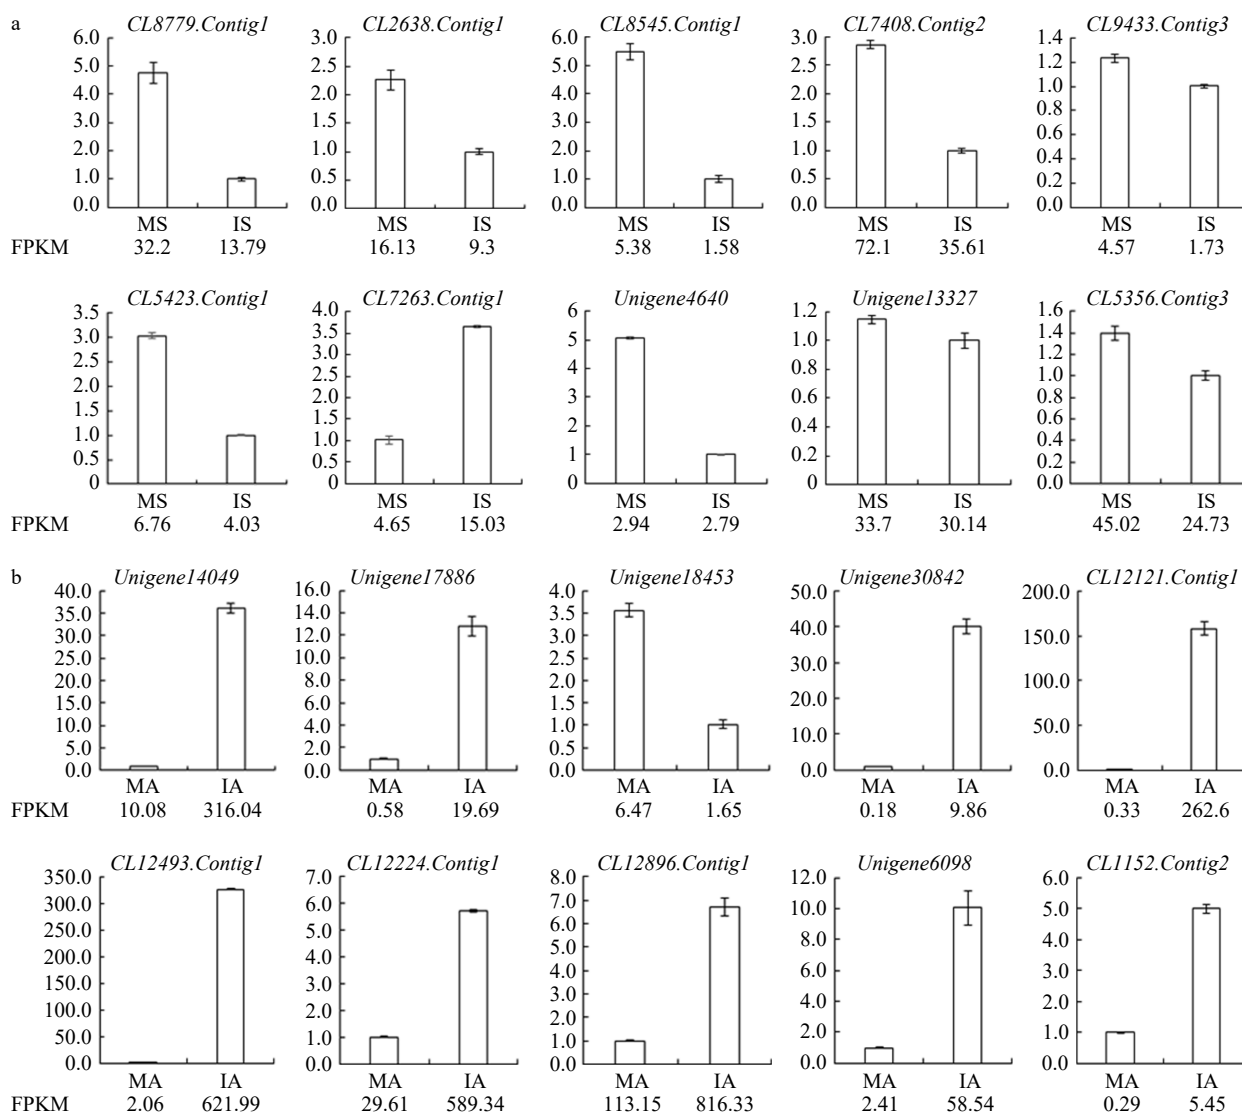 a
CL8779.Contig1 CL2638.Contig1 CL8545.Contig1 CL7408.Contig2 CL9433.Contig3
6.0 5.0 4.0 3.0 2.0 1.0 0.0
3.0 2.5 2.0 1.5 1.0 0.5 0.0
6.0 5.0 4.0 3.0 2.0 1.0 0.0
3.0 2.5 2.0 1.5 1.0 0.5 0.0
1.4 1.2 1.0 0.8 0.6 0.4 0.2 0.0
MS IS MS IS MS IS MS IS MS IS
FPKM 32.2 13.79 16.13 9.3 5.38 1.58 72.1 35.61 4.57 1.73
CL5423.Contig1 CL7263.Contig1 Unigene4640 Unigene13327 CL5356.Contig3
3.5 3.0 2.5 2.0 1.5 1.0 0.5 0
4.0 3.5 3.0 2.5 2.0 1.5 1.0 0.5 0
6 5 4 3 2 1 0
1.2 1.0 0.8 0.6 0.4 0.2 0
1.6 1.4 1.2 1.0 0.8 0.6 0.4 0.2 0.0
MS IS MS IS MS IS MS IS MS IS
FPKM 6.76 4.03 4.65 15.03 2.94 2.79 33.7 30.14 45.02 24.73
b
Unigene14049 Unigene17886 Unigene18453 Unigene30842 CL12121.Contig1
40.0 35.0 30.0 25.0 20.0 15.0 10.0 5.0 0.0
16.0 14.0 12.0 10.0 8.0 6.0 4.0 2.0 0.0
4.0 3.5 3.0 2.5 2.0 1.5 1.0 0.5 0.0
50.0 40.0 30.0 20.0 10.0 0.0
200.0 150.0 100.0 50.0 0.0
MA IA MA IA MA IA MA IA MA IA
FPKM 10.08 316.04 0.58 19.69 6.47 1.65 0.18 9.86 0.33 262.6
CL12493.Contig1 CL12224.Contig1 CL12896.Contig1 Unigene6098 CL1152.Contig2
350.0 300.0 250.0 200.0 150.0 100.0 50.0 0.0
7.0 6.0 5.0 4.0 3.0 2.0 1.0 0.0
8.0 7.0 6.0 5.0 4.0 3.0 2.0 1.0 0.0
12.0 10.0 8.0 6.0 4.0 2.0 0.0
6.0 5.0 4.0 3.0 2.0 1.0 0.0
MA IA MA IA MA IA MA IA MA IA
FPKM 2.06 621.99 29.61 589.34 113.15 816.33 2.41 58.54 0.29 5.45